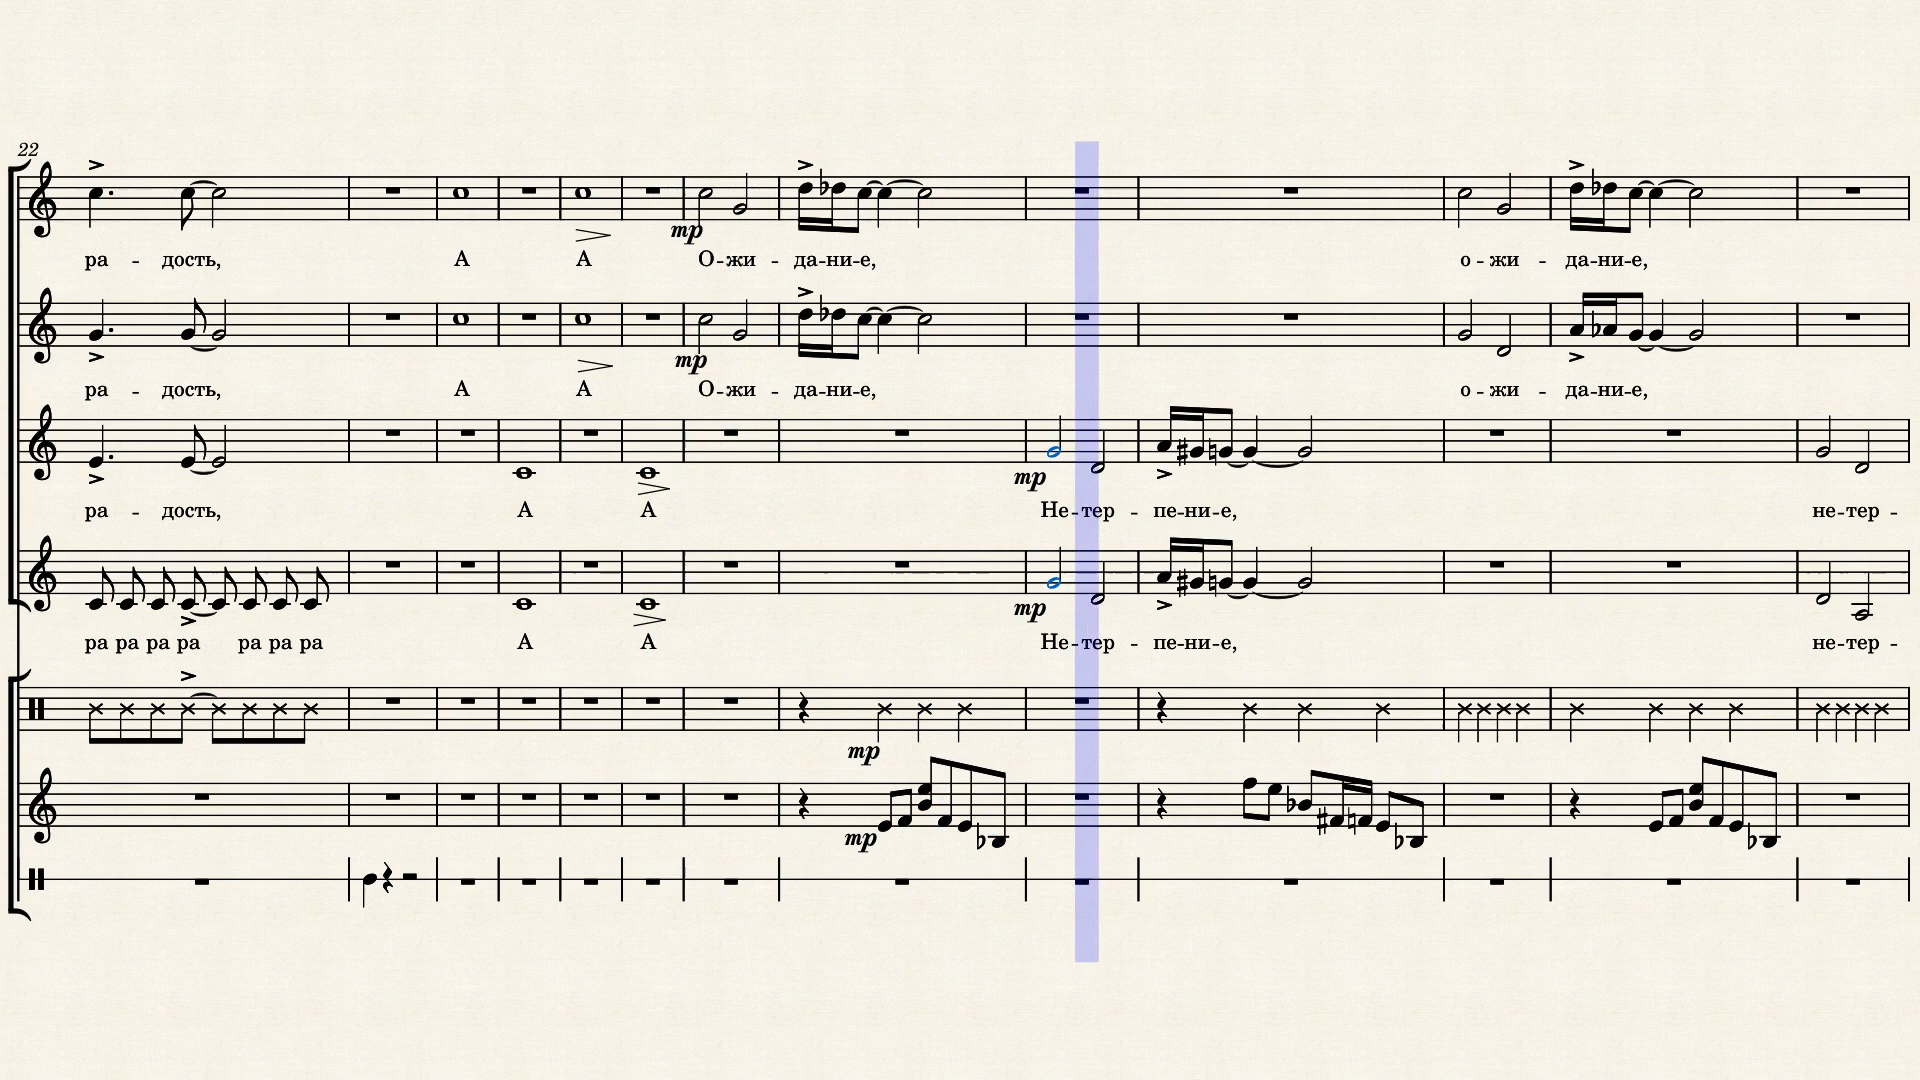 22
ра - дость, А А О-жи - да-ни-е, о - жи - да-ни-е,
mp
ра - дость, А А О-жи - да-ни-е, о - жи - да-ни-е,
mp
ра - дость, А А Не-тер - пе-ни-е, не-тер -
mp
ра ра ра ра ра ра ра А А Не-тер - пе-ни-е, не-тер -
mp
mp
mp